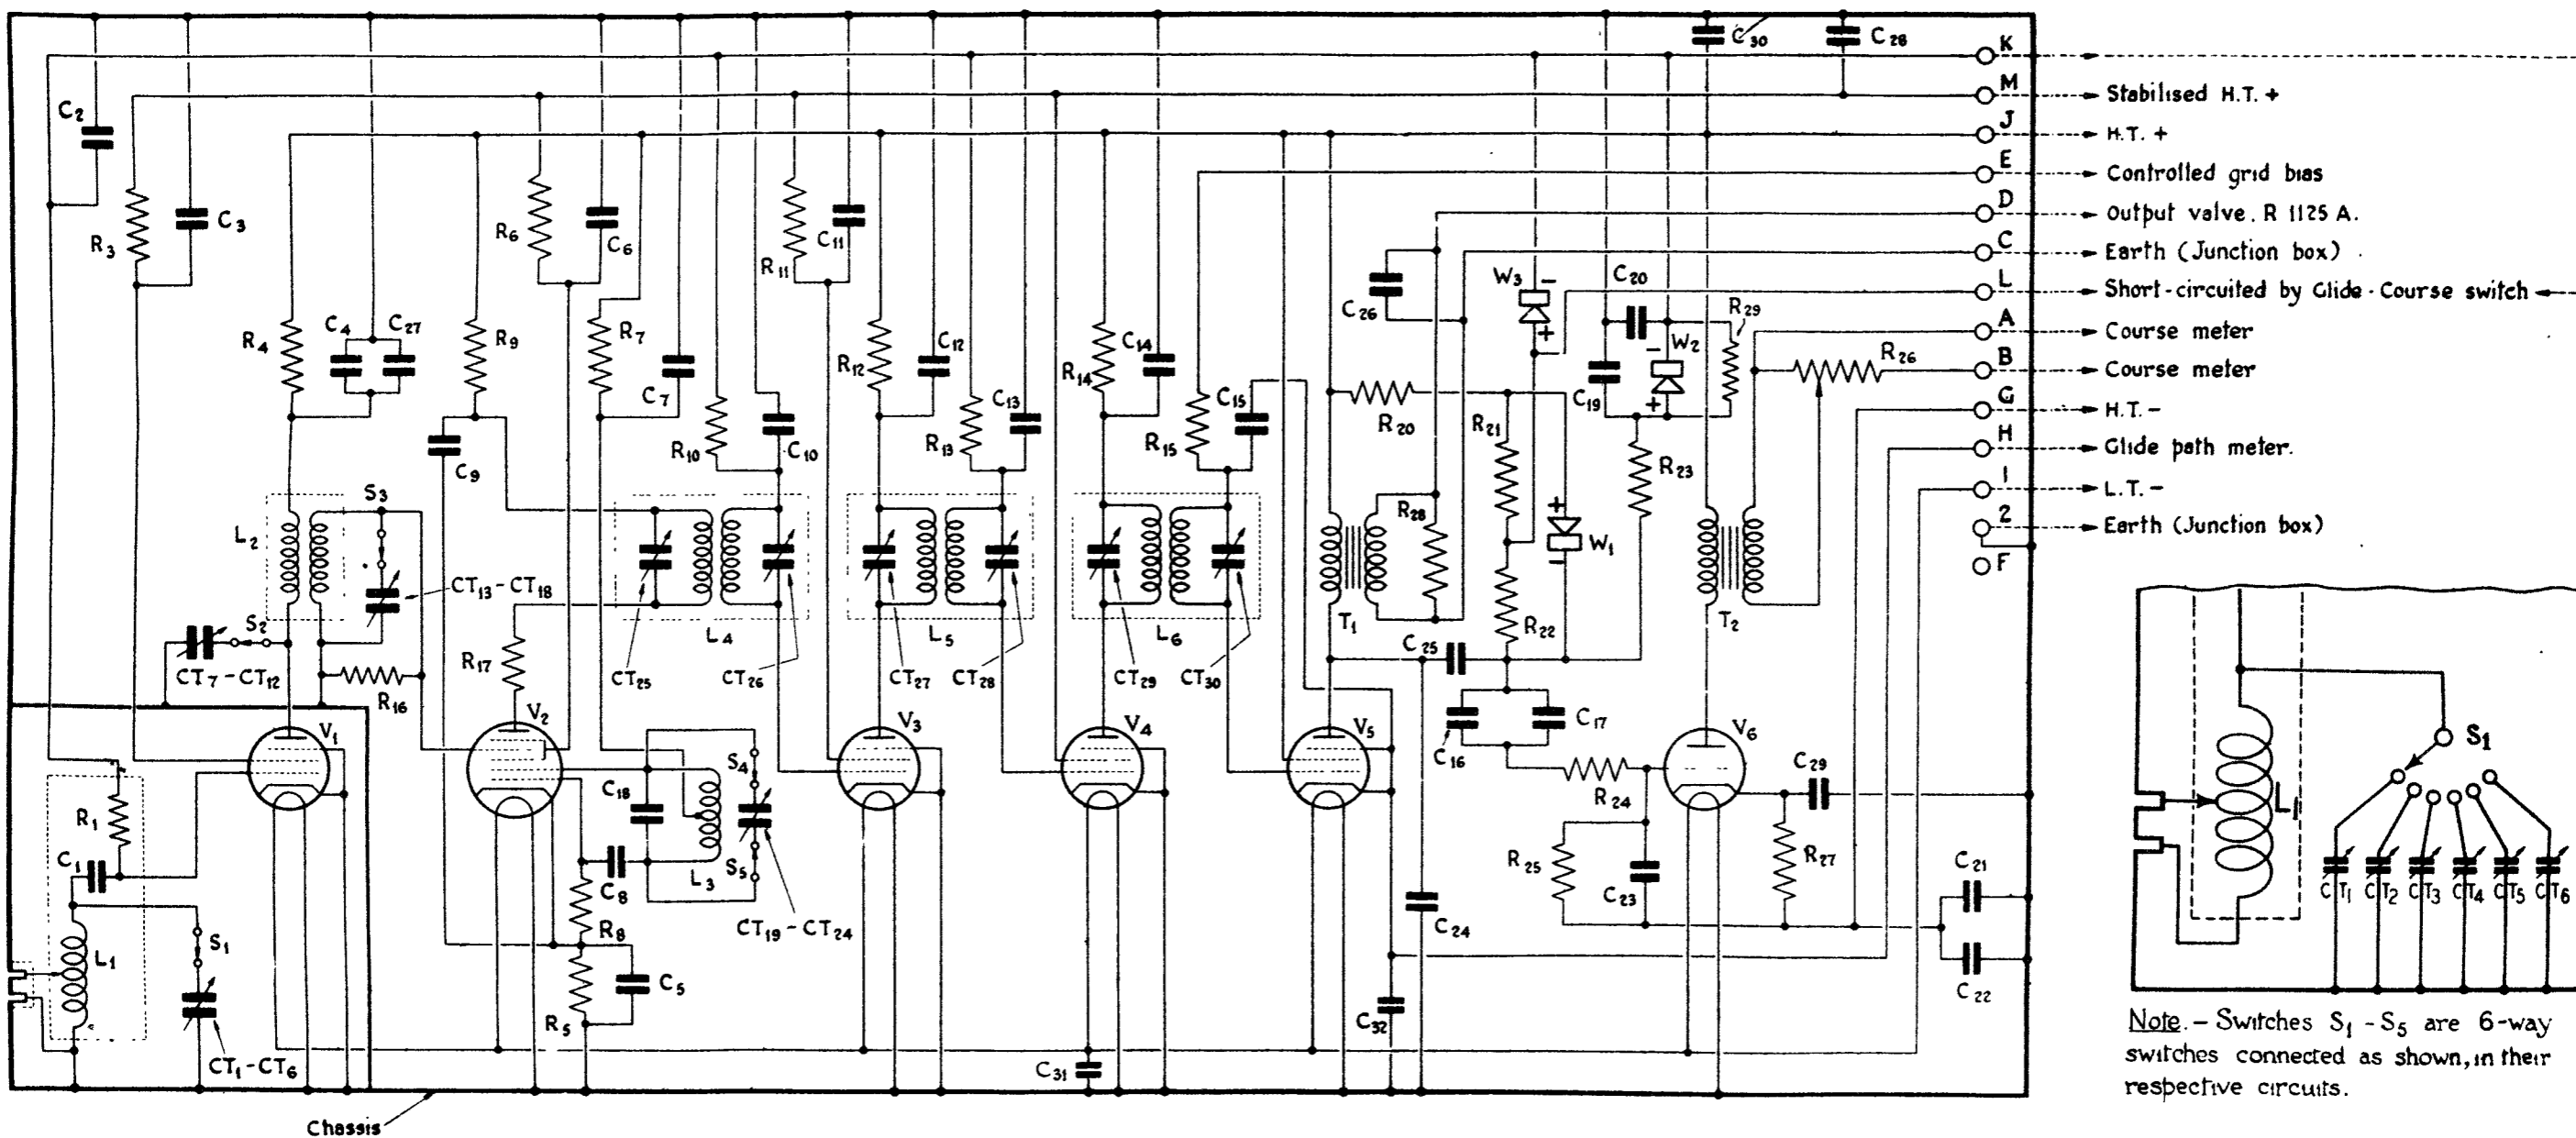 K
M Stabilised H.T. +
J H.T. +
E Controlled grid bias
D Output valve. R 1125 A.
C Earth (Junction box)
L Short-circuited by Glide-Course switch
A Course meter
B Course meter
G H.T. -
H Glide path meter.
1 L.T. -
2 Earth (Junction box)
F
C30 C28
C2
R3 C3
R6 C6
R11 C11
W3 C20
C26 R29
R4 C4 C27 R9 R7 C7 R12 C12 R14 C14 W2 R26
R10 C10 R13 C13 R15 C15 R20 R21 C19
C9 R23
S3
L2 R28 W1
CT13-CT18
S2
L4 L5 L6 T1 R22 T2
CT7-CT12 R17 CT25 CT26 CT27 CT28 CT29 CT30 C25
R16
V1 V2 V3 V4 V5 V6
C16 C17
S4
C18 R24 C29
R1
C1 C8 L3 S5 R25 C23 R27 C21
R8 CT19-CT24 C24
S1
L1
C5 C22
R5 C32
CT1-CT6 C31
Chassis
S1
L1
CT1 CT2 CT3 CT4 CT5 CT6
Note. - Switches S1 - S5 are 6-way
switches connected as shown, in their
respective circuits.